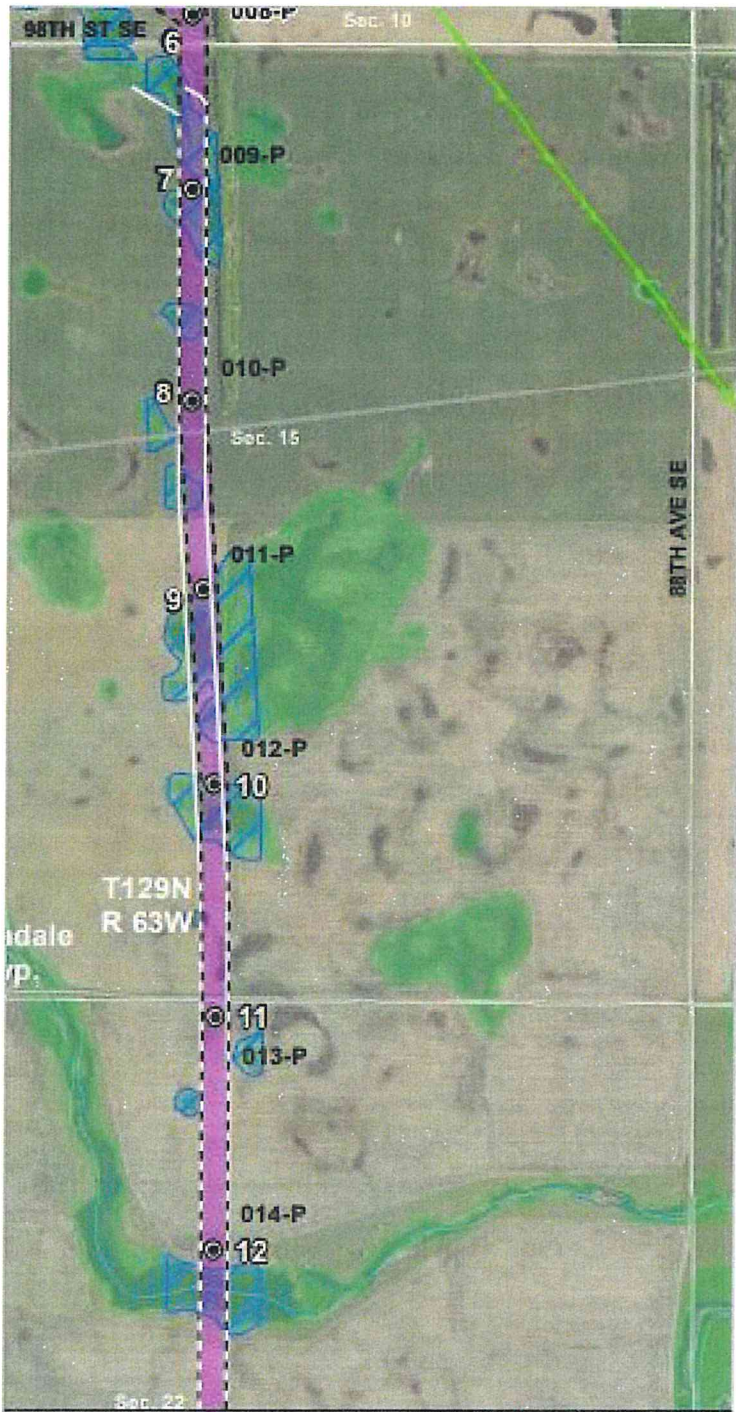 008-P
Sec. 10
98TH ST SE
6
009-P
7
010-P
8
Sec. 15
88TH AVE SE
011-P
9
012-P
10
T129N
R 63W
11
013-P
014-P
12
Sec. 22